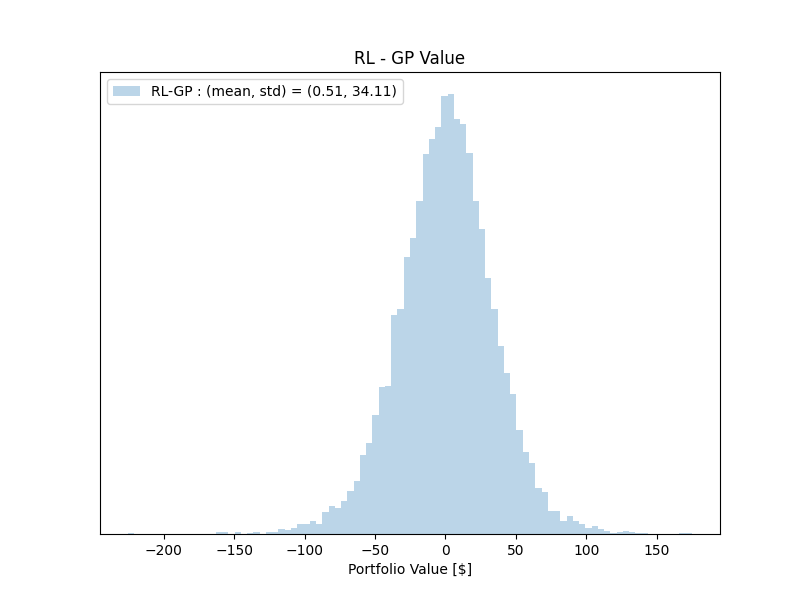 RL - GP Value
RL-GP : (mean, std) = (0.51, 34.11)
−200 −150 −100 −50 0 50 100 150
Portfolio Value [$]